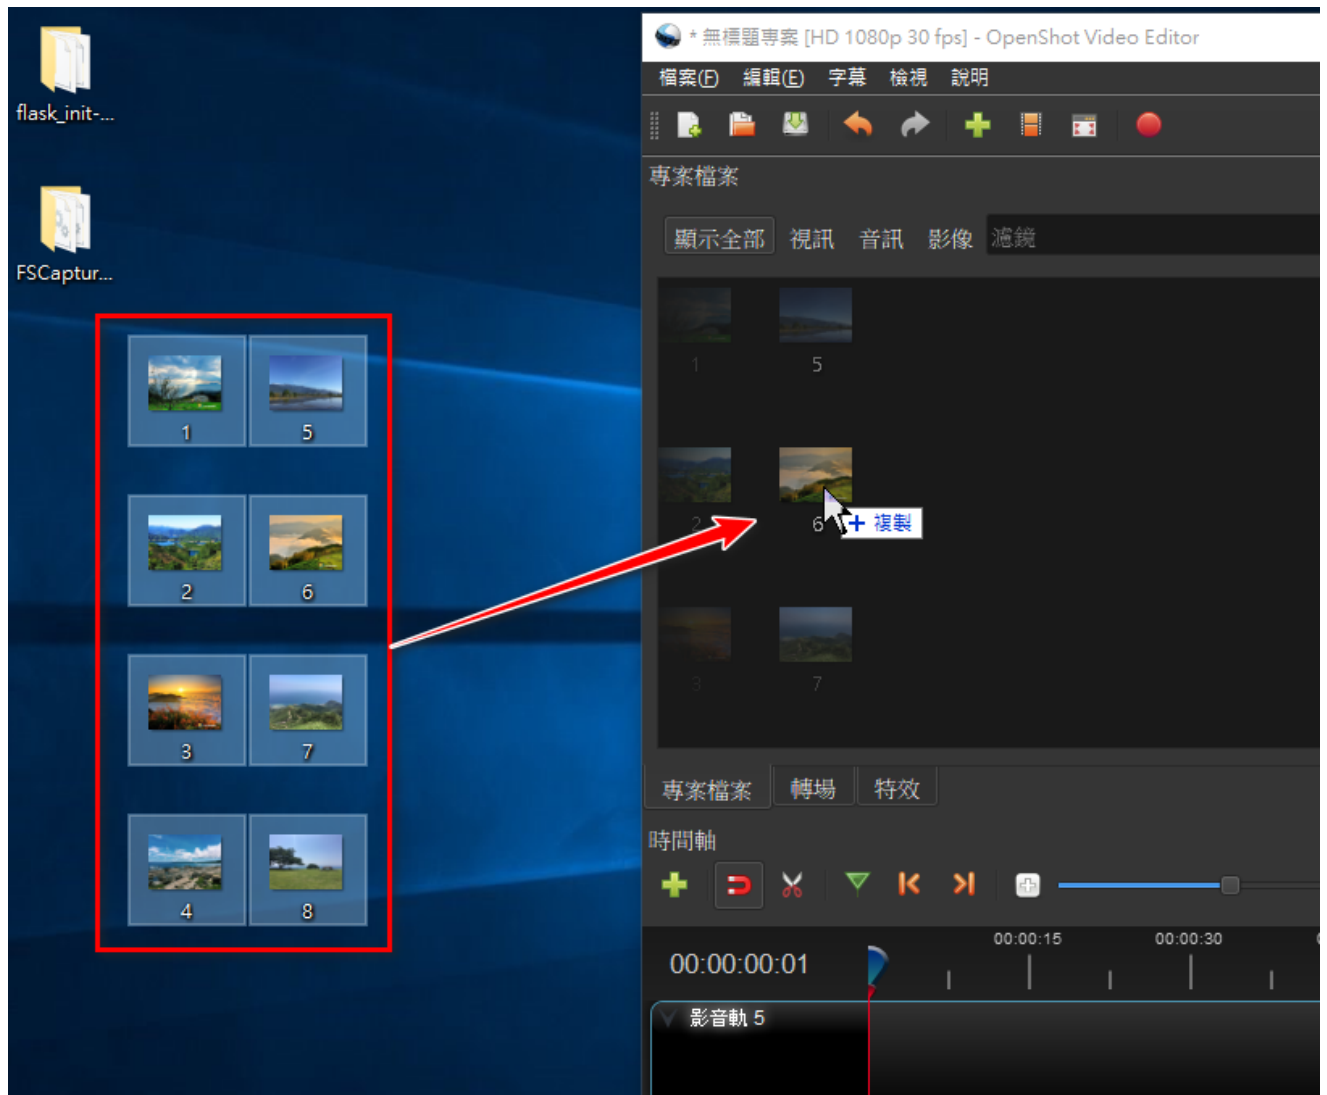 flask_init-...
FSCaptur...
1
5
2
6
3
7
4
8
* 無標題專案 [HD 1080p 30 fps] - OpenShot Video Editor
檔案(F) 編輯(E) 字幕 檢視 說明
專案檔案
顯示全部 視訊 音訊 影像 濾鏡
1
5
2
6
+ 複製
3
7
專案檔案 轉場 特效
時間軸
00:00:15 00:00:30
00:00:00:01
影音軌 5